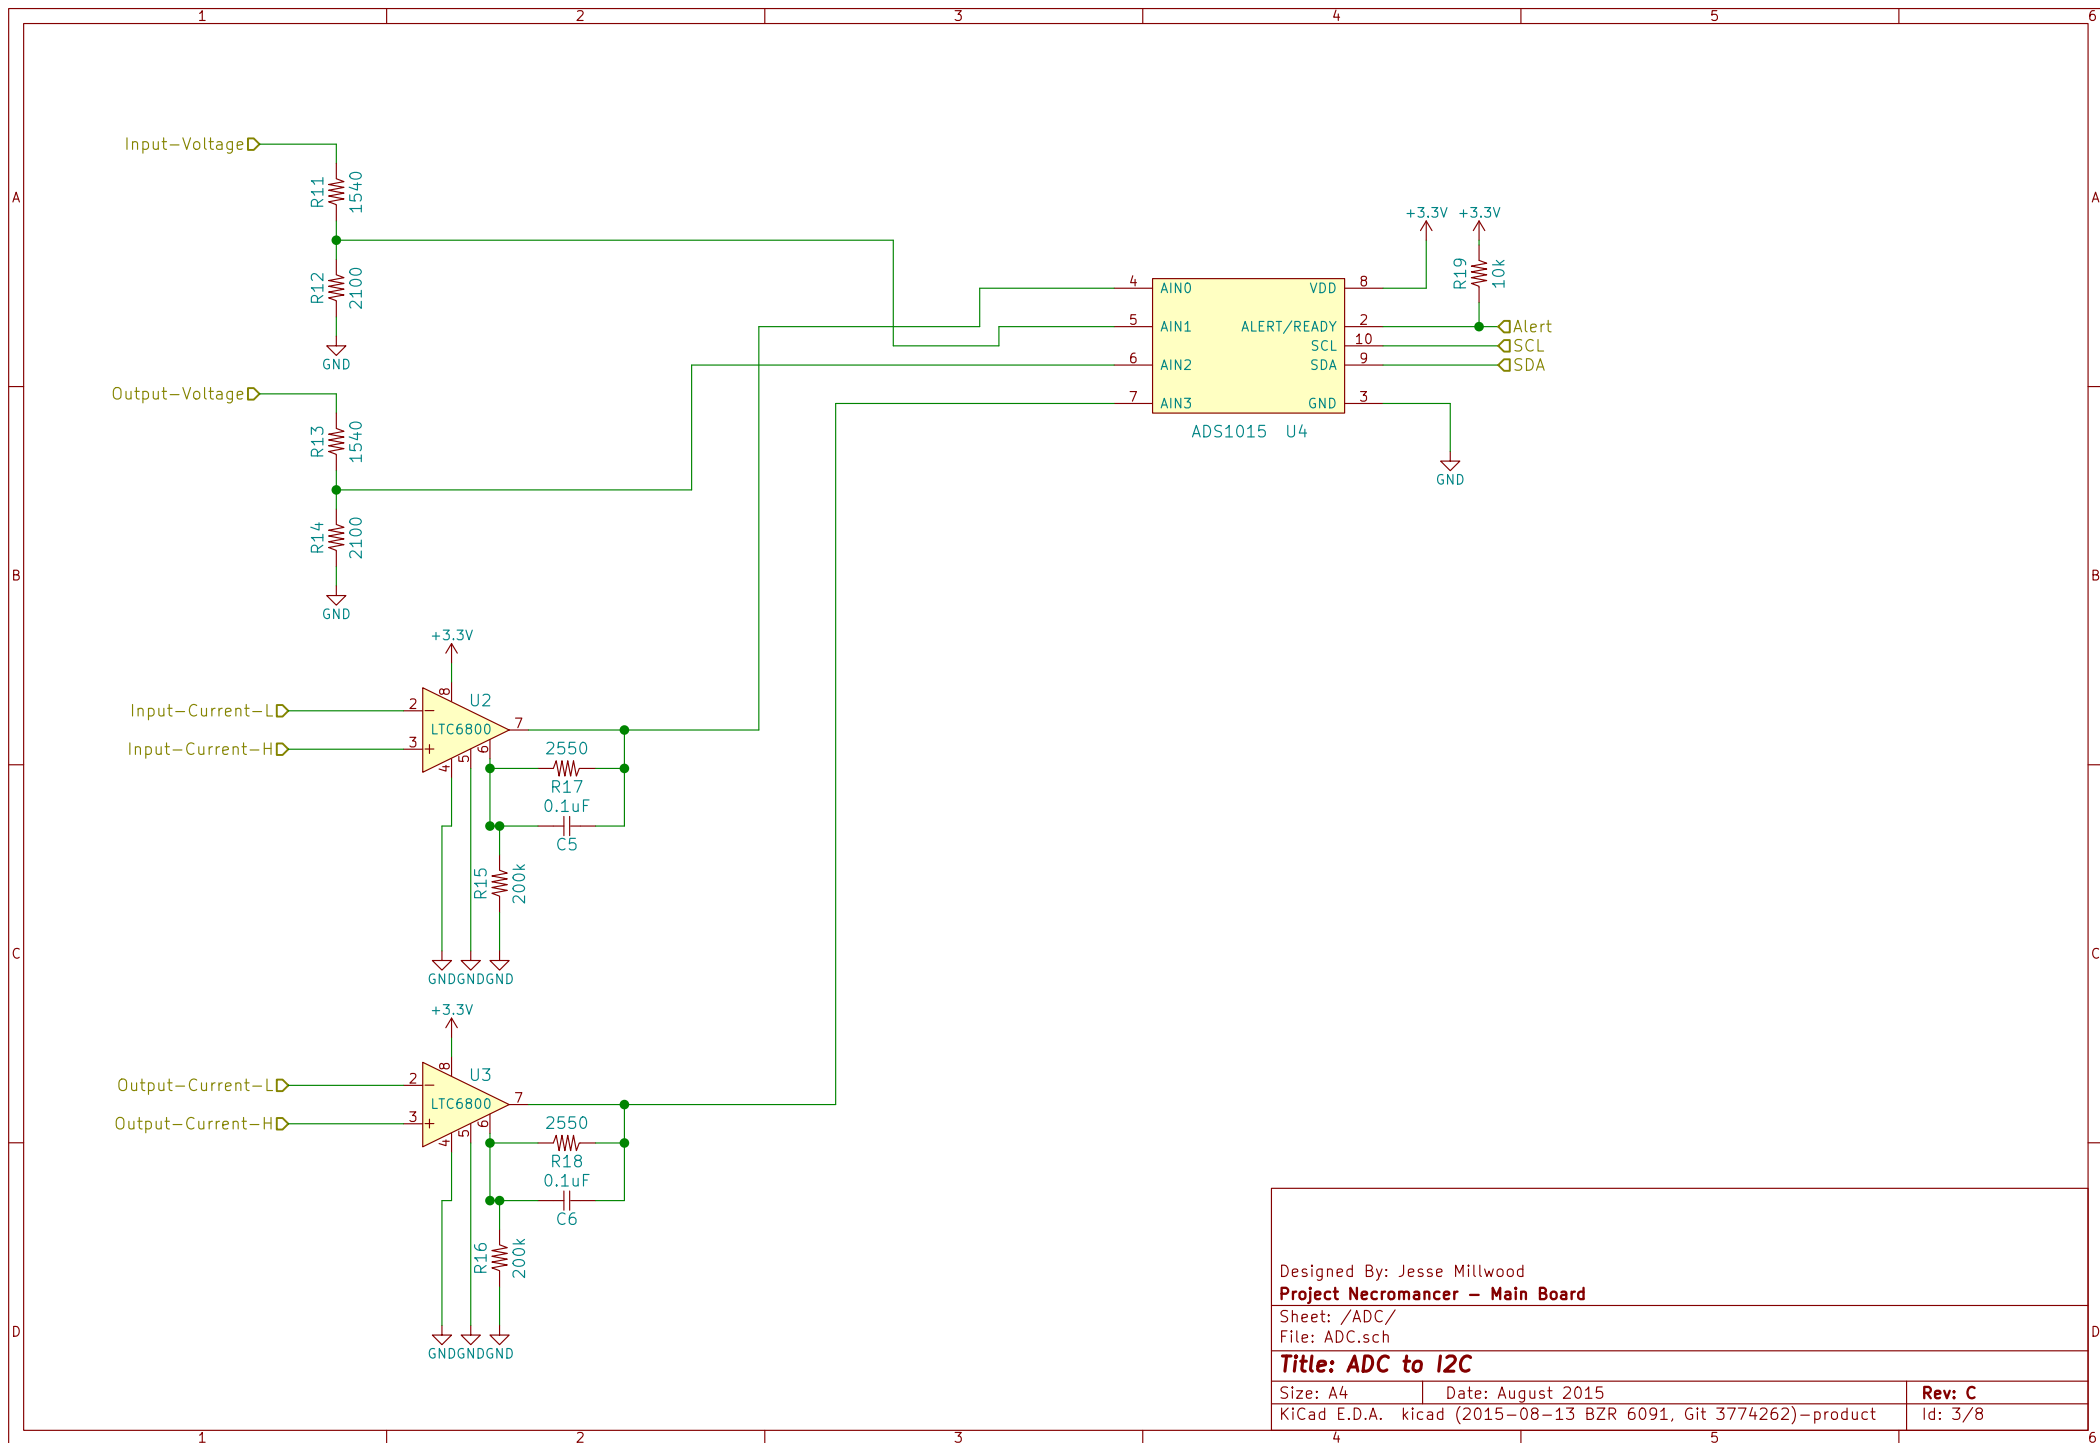 1 2 3 4 5 6
Input-Voltage
R11 1540
A A
+3.3V +3.3V
R12 2100
R19 10k
GND
4 AIN0 VDD 8
5 AIN1 ALERT/READY 2 Alert
SCL 10 SCL
6 AIN2 SDA 9 SDA
7 AIN3 GND 3
ADS1015 U4
GND
Output-Voltage
R13 1540
R14 2100
GND
B B
+3.3V
8
U2
Input-Current-L 2 −
LTC6800 7
Input-Current-H 3 +
4 5 6
2550
R17
0.1uF
C5
R15 200k
GND GND GND
C C
+3.3V
8
U3
Output-Current-L 2 −
LTC6800 7
Output-Current-H 3 +
4 5 6
2550
R18
0.1uF
C6
R16 200k
GND GND GND
D D
Designed By: Jesse Millwood
Project Necromancer − Main Board
Sheet: /ADC/
File: ADC.sch
Title: ADC to I2C
Size: A4 Date: August 2015 Rev: C
KiCad E.D.A. kicad (2015-08-13 BZR 6091, Git 3774262)-product Id: 3/8
1 2 3 4 5 6